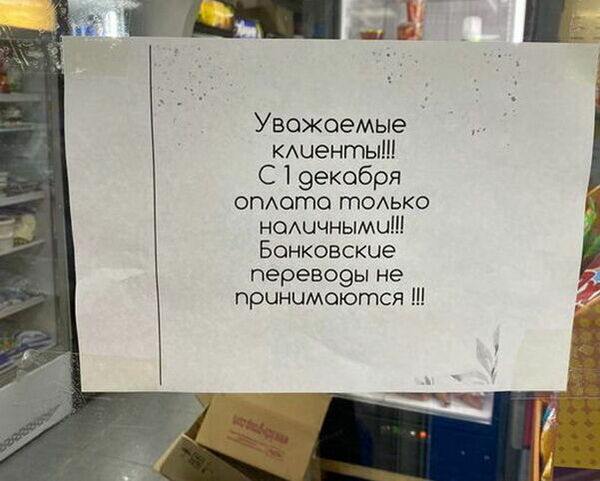 Уважаемые
клиенты!!!
С 1 декабря
оплата только
наличными!!!
Банковские
переводы не
принимаются !!!